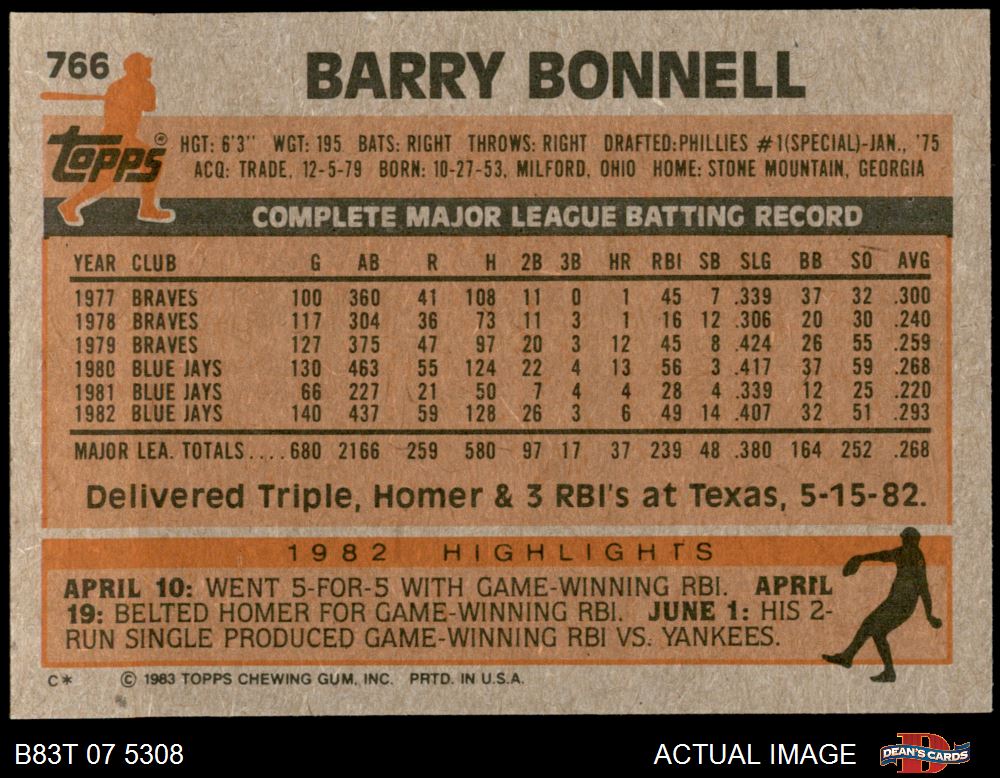 766
BARRY BONNELL
Topps®
HGT: 6'3" WGT: 195 BATS: RIGHT THROWS: RIGHT DRAFTED:PHILLIES #1(SPECIAL)-JAN., '75
ACQ: TRADE, 12-5-79 BORN: 10-27-53, MILFORD, OHIO HOME: STONE MOUNTAIN, GEORGIA
COMPLETE MAJOR LEAGUE BATTING RECORD
YEAR CLUB G AB R H 2B 3B HR RBI SB SLG BB SO AVG
1977 BRAVES 100 360 41 108 11 0 1 45 7 .339 37 32 .300
1978 BRAVES 117 304 36 73 11 3 1 16 12 .306 20 30 .240
1979 BRAVES 127 375 47 97 20 3 12 45 8 .424 26 55 .259
1980 BLUE JAYS 130 463 55 124 22 4 13 56 3 .417 37 59 .268
1981 BLUE JAYS 66 227 21 50 7 4 4 28 4 .339 12 25 .220
1982 BLUE JAYS 140 437 59 128 26 3 6 49 14 .407 32 51 .293
MAJOR LEA. TOTALS....680 2166 259 580 97 17 37 239 48 .380 164 252 .268
Delivered Triple, Homer & 3 RBI's at Texas, 5-15-82.
1982 HIGHLIGHTS
APRIL 10: WENT 5-FOR-5 WITH GAME-WINNING RBI. APRIL
19: BELTED HOMER FOR GAME-WINNING RBI. JUNE 1: HIS 2-
RUN SINGLE PRODUCED GAME-WINNING RBI VS. YANKEES.
C* © 1983 TOPPS CHEWING GUM, INC. PRTD. IN U.S.A.
B83T 07 5308
ACTUAL IMAGE
D
DEAN'S CARDS